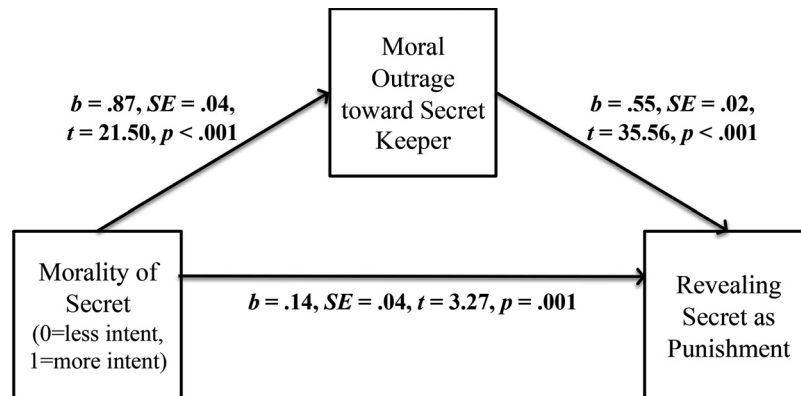 Moral
Outrage
toward Secret
Keeper
b = .87, SE = .04,
t = 21.50, p < .001
b = .55, SE = .02,
t = 35.56, p < .001
Morality of
Secret
(0=less intent,
1=more intent)
b = .14, SE = .04, t = 3.27, p = .001
Revealing
Secret as
Punishment